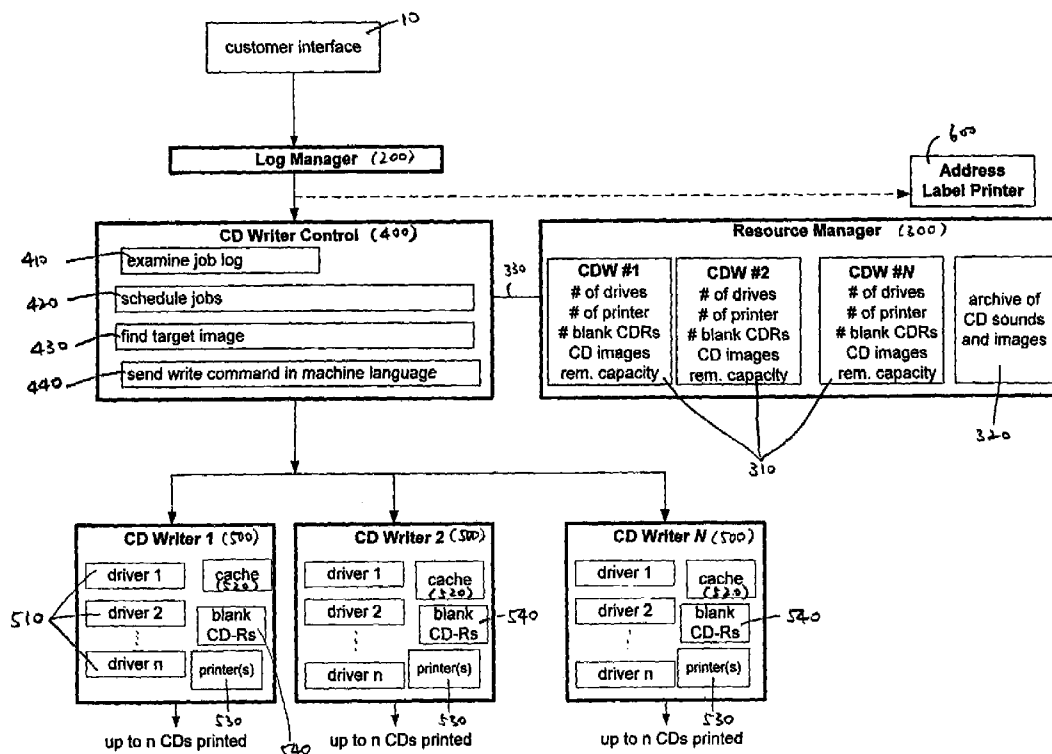 10
customer interface
Log Manager (200)
600
Address
Label Printer
CD Writer Control (400)
410
examine job log
420
schedule jobs
430
find target image
440
send write command in machine language
330
Resource Manager (300)
CDW #1
# of drives
# of printer
# blank CDRs
CD images
rem. capacity
CDW #2
# of drives
# of printer
# blank CDRs
CD images
rem. capacity
CDW #N
# of drives
# of printer
# blank CDRs
CD images
rem. capacity
archive of
CD sounds
and images
310
320
CD Writer 1 (500)
510
driver 1
driver 2
driver n
cache
(520)
blank
CD-Rs
printer(s)
530
540
up to n CDs printed
CD Writer 2 (500)
driver 1
driver 2
driver n
cache
(520)
blank
CD-Rs
540
printer(s)
530
up to n CDs printed
CD Writer N (500)
driver 1
driver 2
driver n
cache
(520)
blank
CD-Rs
540
printer(s)
530
up to n CDs printed